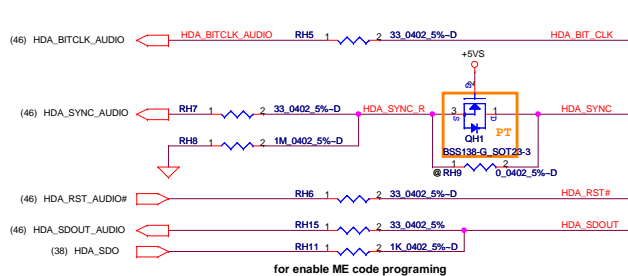 (46) HDA_BITCLK_AUDIO HDA_BITCLK_AUDIO RH5 1 2 33_0402_5%~D HDA_BIT_CLK
+5VS
G
2
(46) HDA_SYNC_AUDIO RH7 1 2 33_0402_5%~D HDA_SYNC_R 3 S 1 D HDA_SYNC
QH1 PT
RH8 1 2 1M_0402_5%~D BSS138-G_SOT23-3
@RH9 1 2 0_0402_5%~D
(46) HDA_RST_AUDIO# RH6 1 2 33_0402_5%~D HDA_RST#
(46) HDA_SDOUT_AUDIO RH15 1 2 33_0402_5% HDA_SDOUT
(38) HDA_SDO RH11 1 2 1K_0402_5%~D
for enable ME code programing